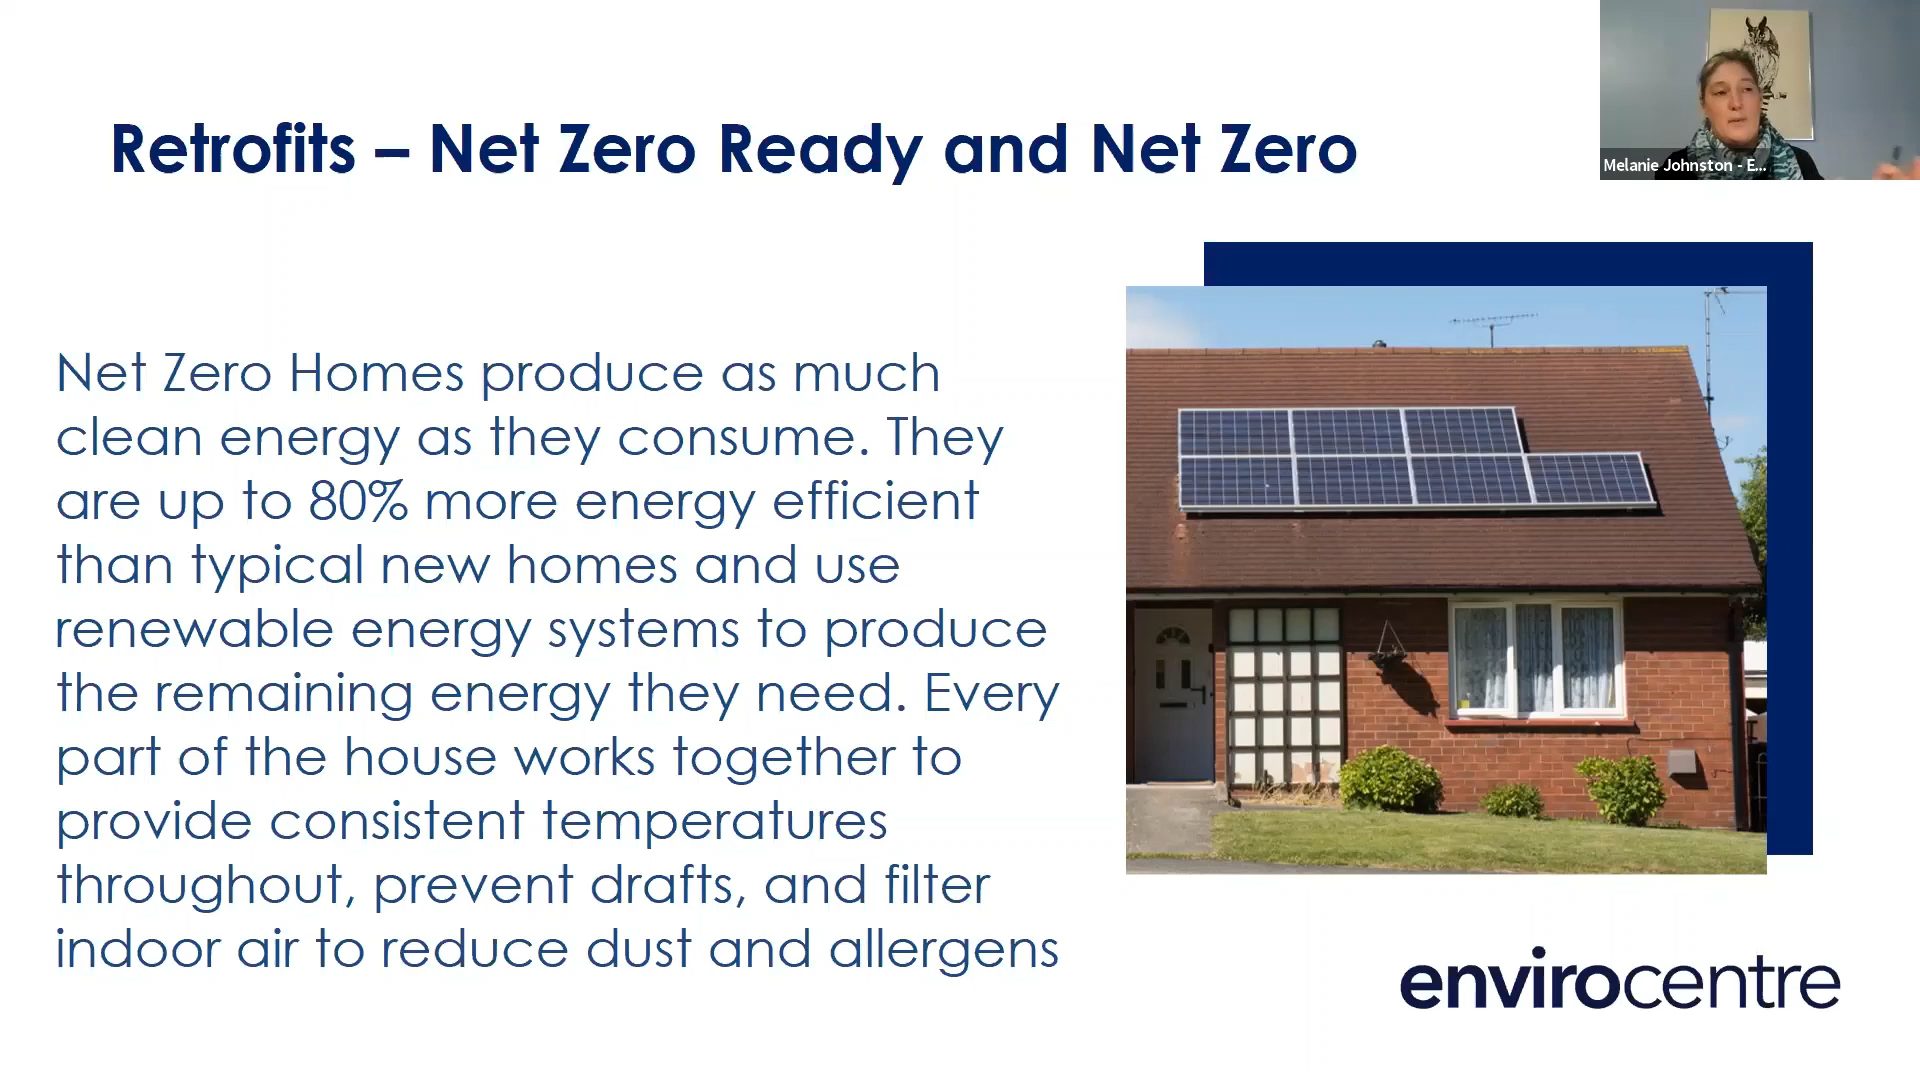 Retrofits – Net Zero Ready and Net Zero
Melanie Johnston - E...
Net Zero Homes produce as much
clean energy as they consume. They
are up to 80% more energy efficient
than typical new homes and use
renewable energy systems to produce
the remaining energy they need. Every
part of the house works together to
provide consistent temperatures
throughout, prevent drafts, and filter
indoor air to reduce dust and allergens
envirocentre